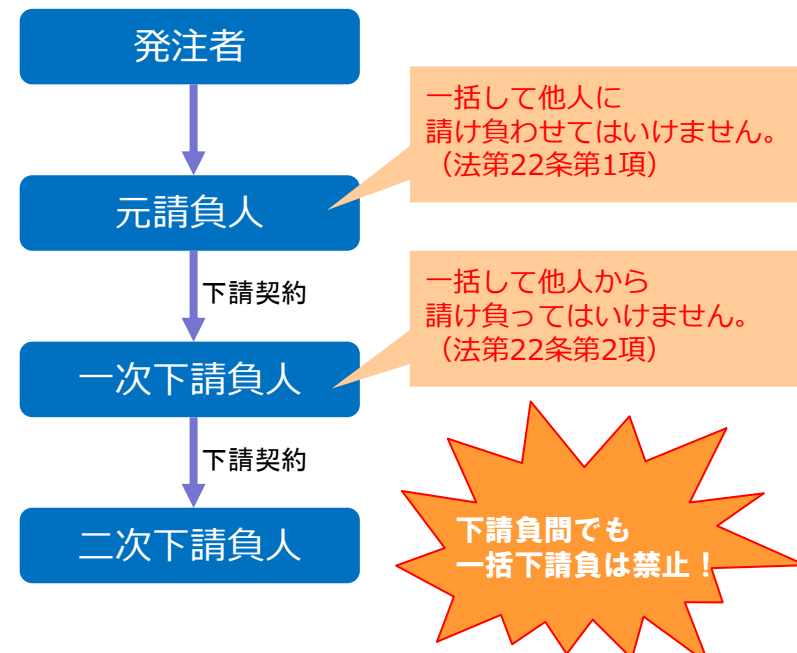 発注者
一括して他人に
請け負わせてはいけません。
（法第22条第1項）
元請負人
下請契約
一括して他人から
請け負ってはいけません。
（法第22条第2項）
一次下請負人
下請契約
下請負間でも
一括下請負は禁止！
二次下請負人